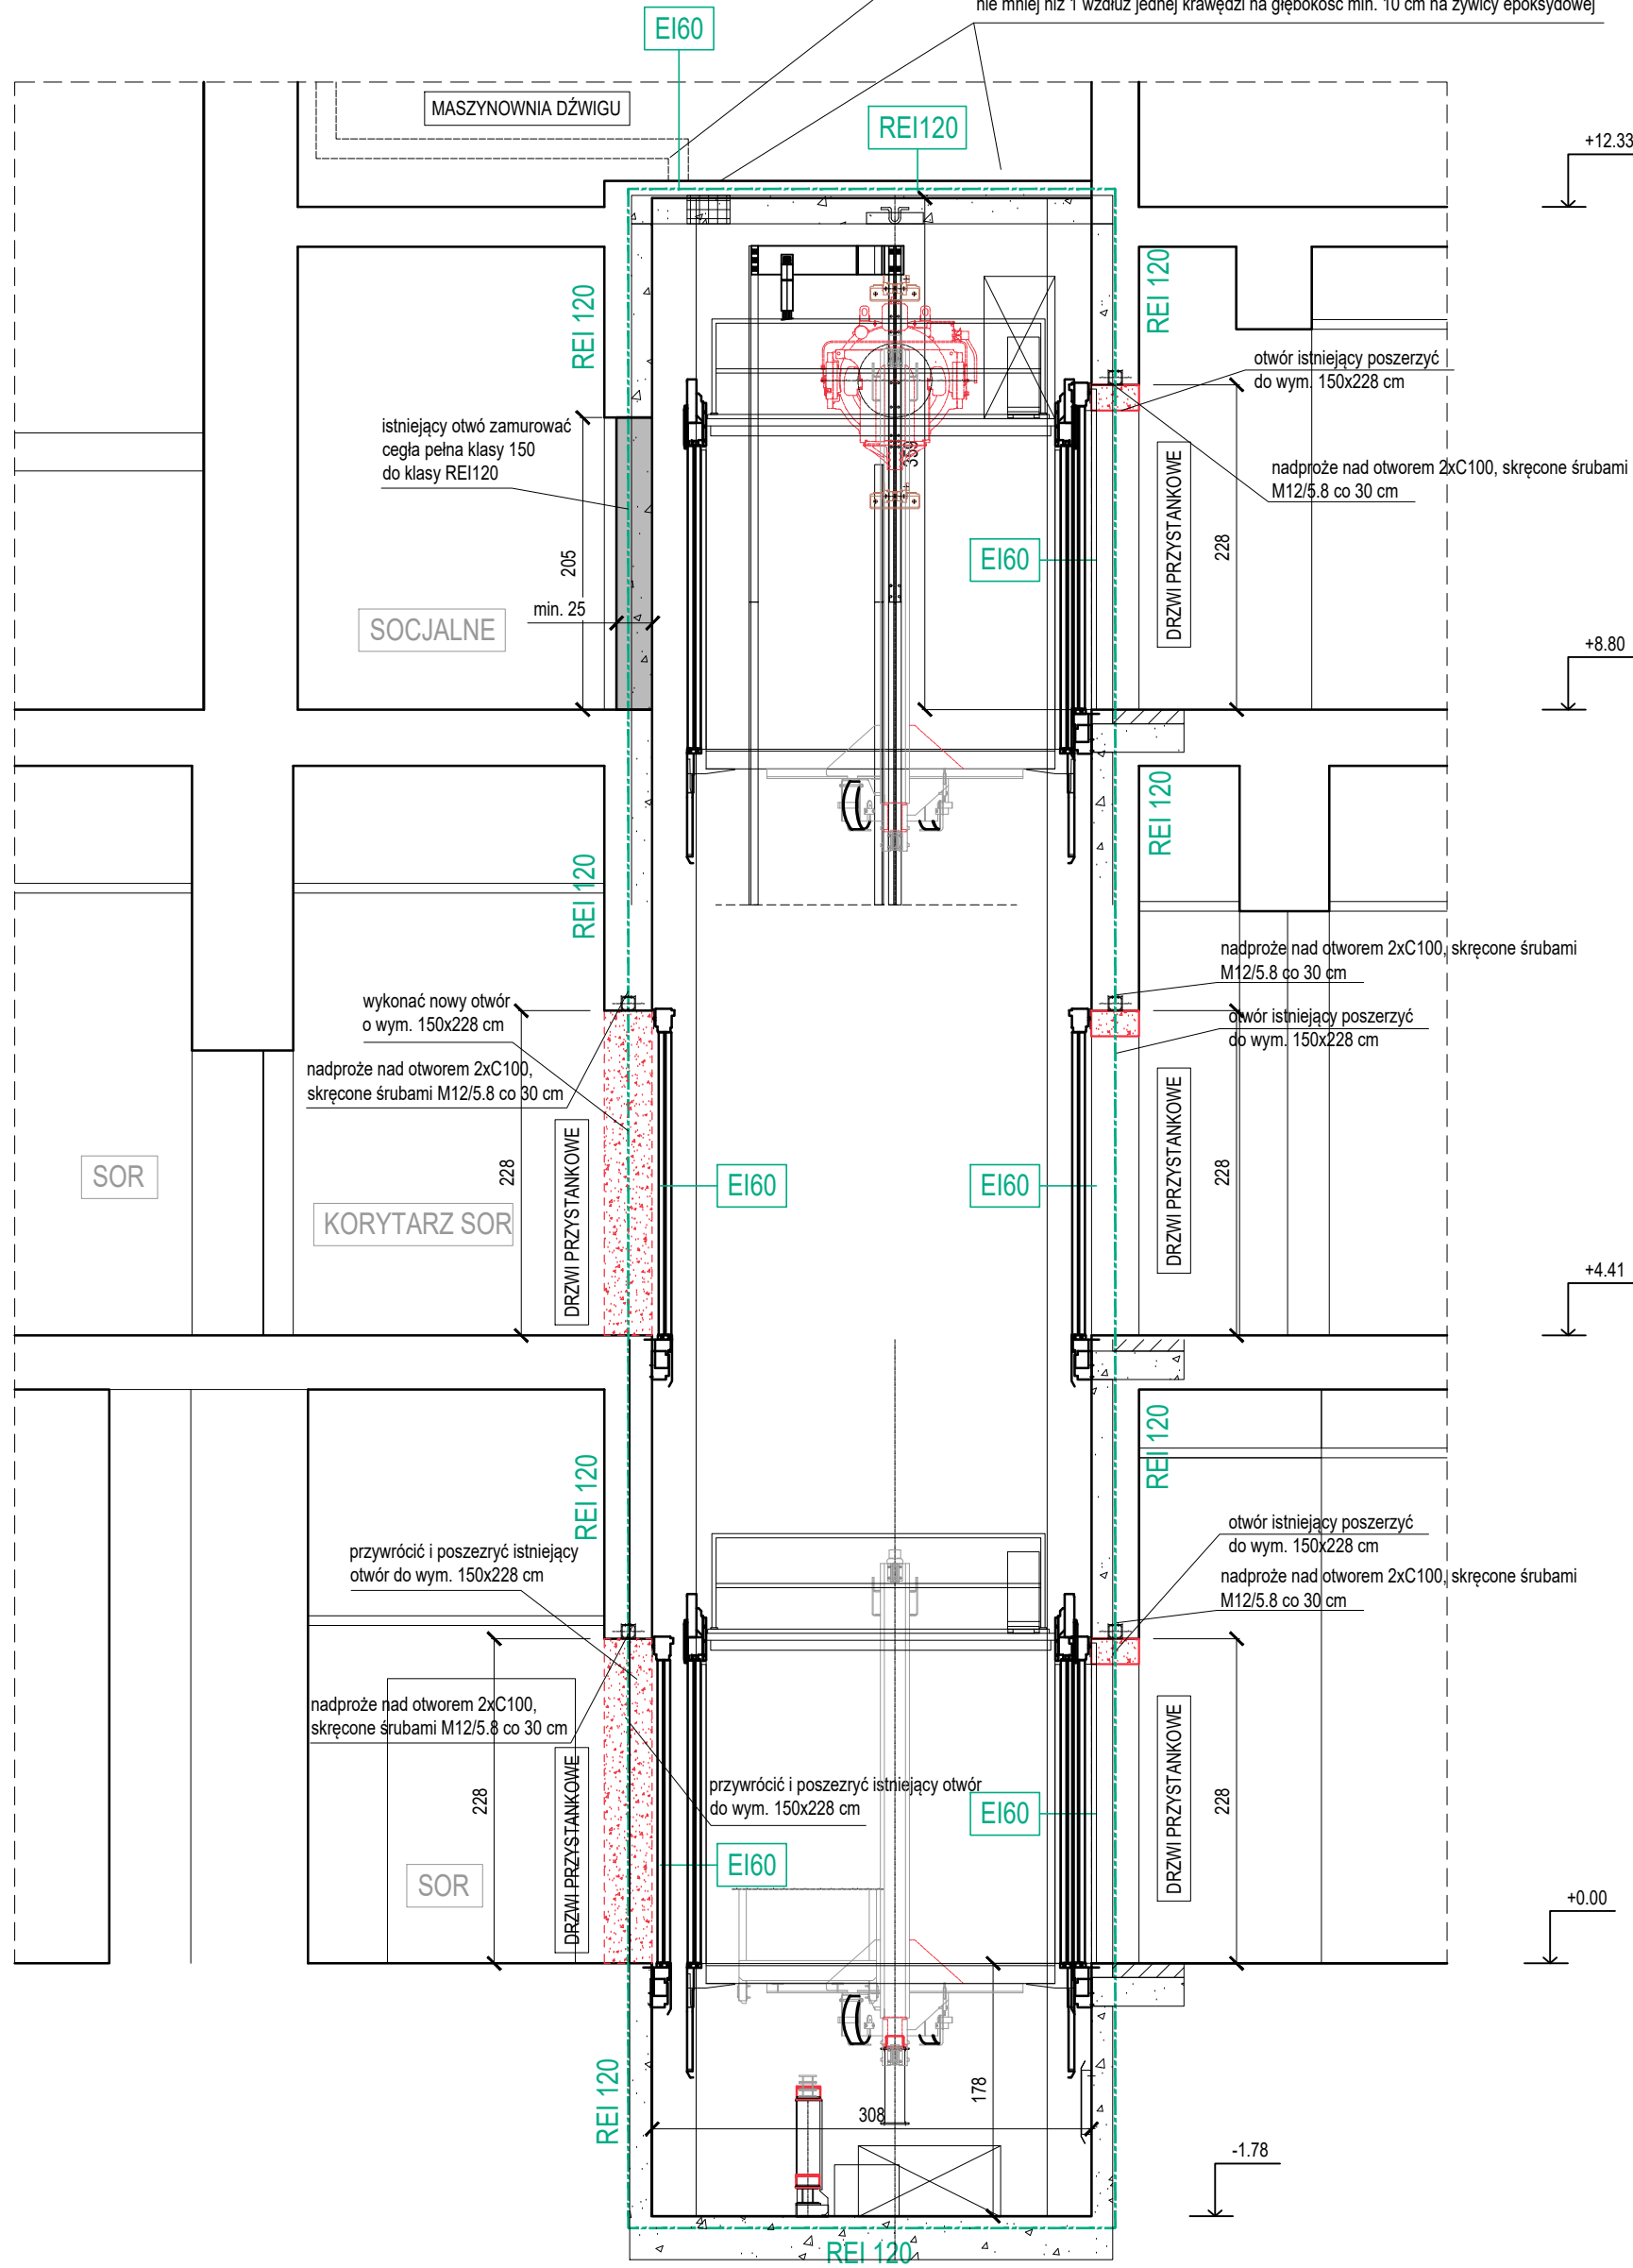 nie mniej niż 1 wzdłuż jednej krawędzi na głębokość min. 10 cm na żywicy epoksydowej
EI60
MASZYNOWNIA DŹWIGU
REI120
+12.33
REI 120
REI 120
otwór istniejący poszerzyć
do wym. 150x228 cm
istniejący otwó zamurować
cegła pełna klasy 150
do klasy REI120
359
nadproże nad otworem 2xC100, skręcone śrubami
M12/5.8 co 30 cm
DRZWI PRZYSTANKOWE
228
EI60
205
min. 25
SOCJALNE
+8.80
REI 120
REI 120
nadproże nad otworem 2xC100, skręcone śrubami
M12/5.8 co 30 cm
wykonać nowy otwór
o wym. 150x228 cm
otwór istniejący poszerzyć
do wym. 150x228 cm
nadproże nad otworem 2xC100,
skręcone śrubami M12/5.8 co 30 cm
DRZWI PRZYSTANKOWE
228
SOR
KORYTARZ SOR
EI60
EI60
DRZWI PRZYSTANKOWE
228
+4.41
REI 120
REI 120
otwór istniejący poszerzyć
do wym. 150x228 cm
przywrócić i poszezryć istniejący
otwór do wym. 150x228 cm
nadproże nad otworem 2xC100, skręcone śrubami
M12/5.8 co 30 cm
nadproże nad otworem 2xC100,
skręcone śrubami M12/5.8 co 30 cm
228
DRZWI PRZYSTANKOWE
przywrócić i poszezryć istniejący otwór
do wym. 150x228 cm
EI60
DRZWI PRZYSTANKOWE
228
EI60
SOR
+0.00
REI 120
178
308
-1.78
REI 120